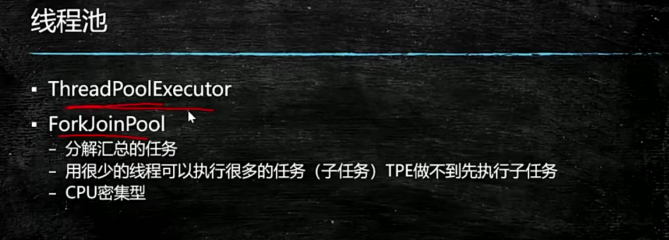 线程池
▪ ThreadPoolExecutor
▪ ForkJoinPool
– 分解汇总的任务
– 用很少的线程可以执行很多的任务（子任务）TPE做不到先执行子任务
– CPU密集型